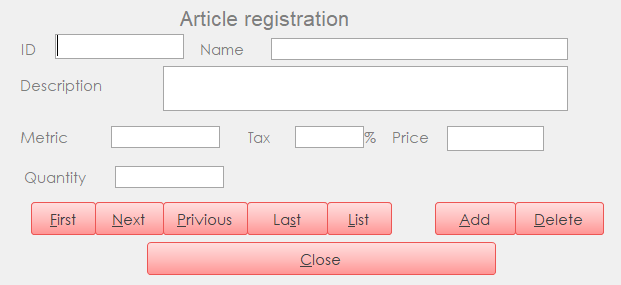 Article registration
ID Name
Description
Metric Tax % Price
Quantity
First Next Privious Last List Add Delete
Close